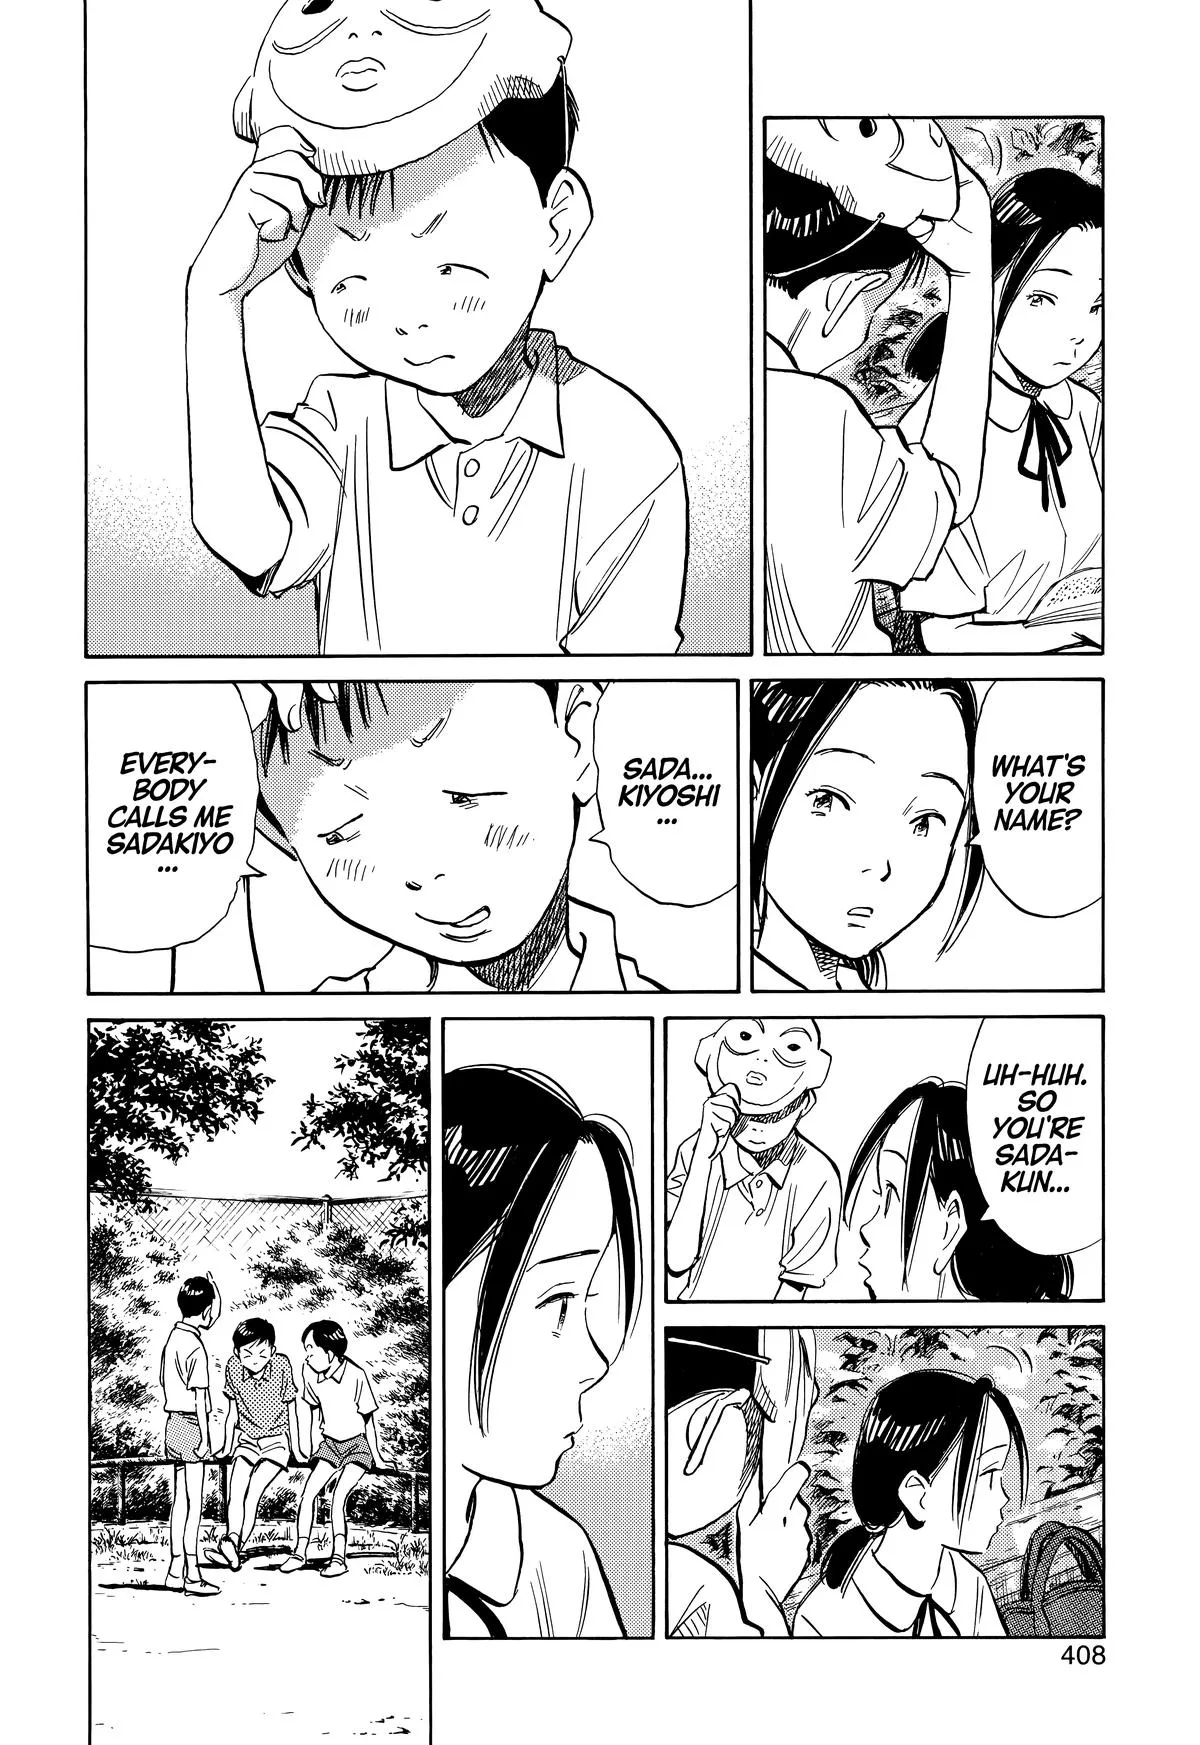 WHAT'S
YOUR
NAME?
SADA...
KIYOSHI
...
EVERY-
BODY
CALLS ME
SADAKIYO
...
UH-HUH.
SO
YOU'RE
SADA-
KUN...
408